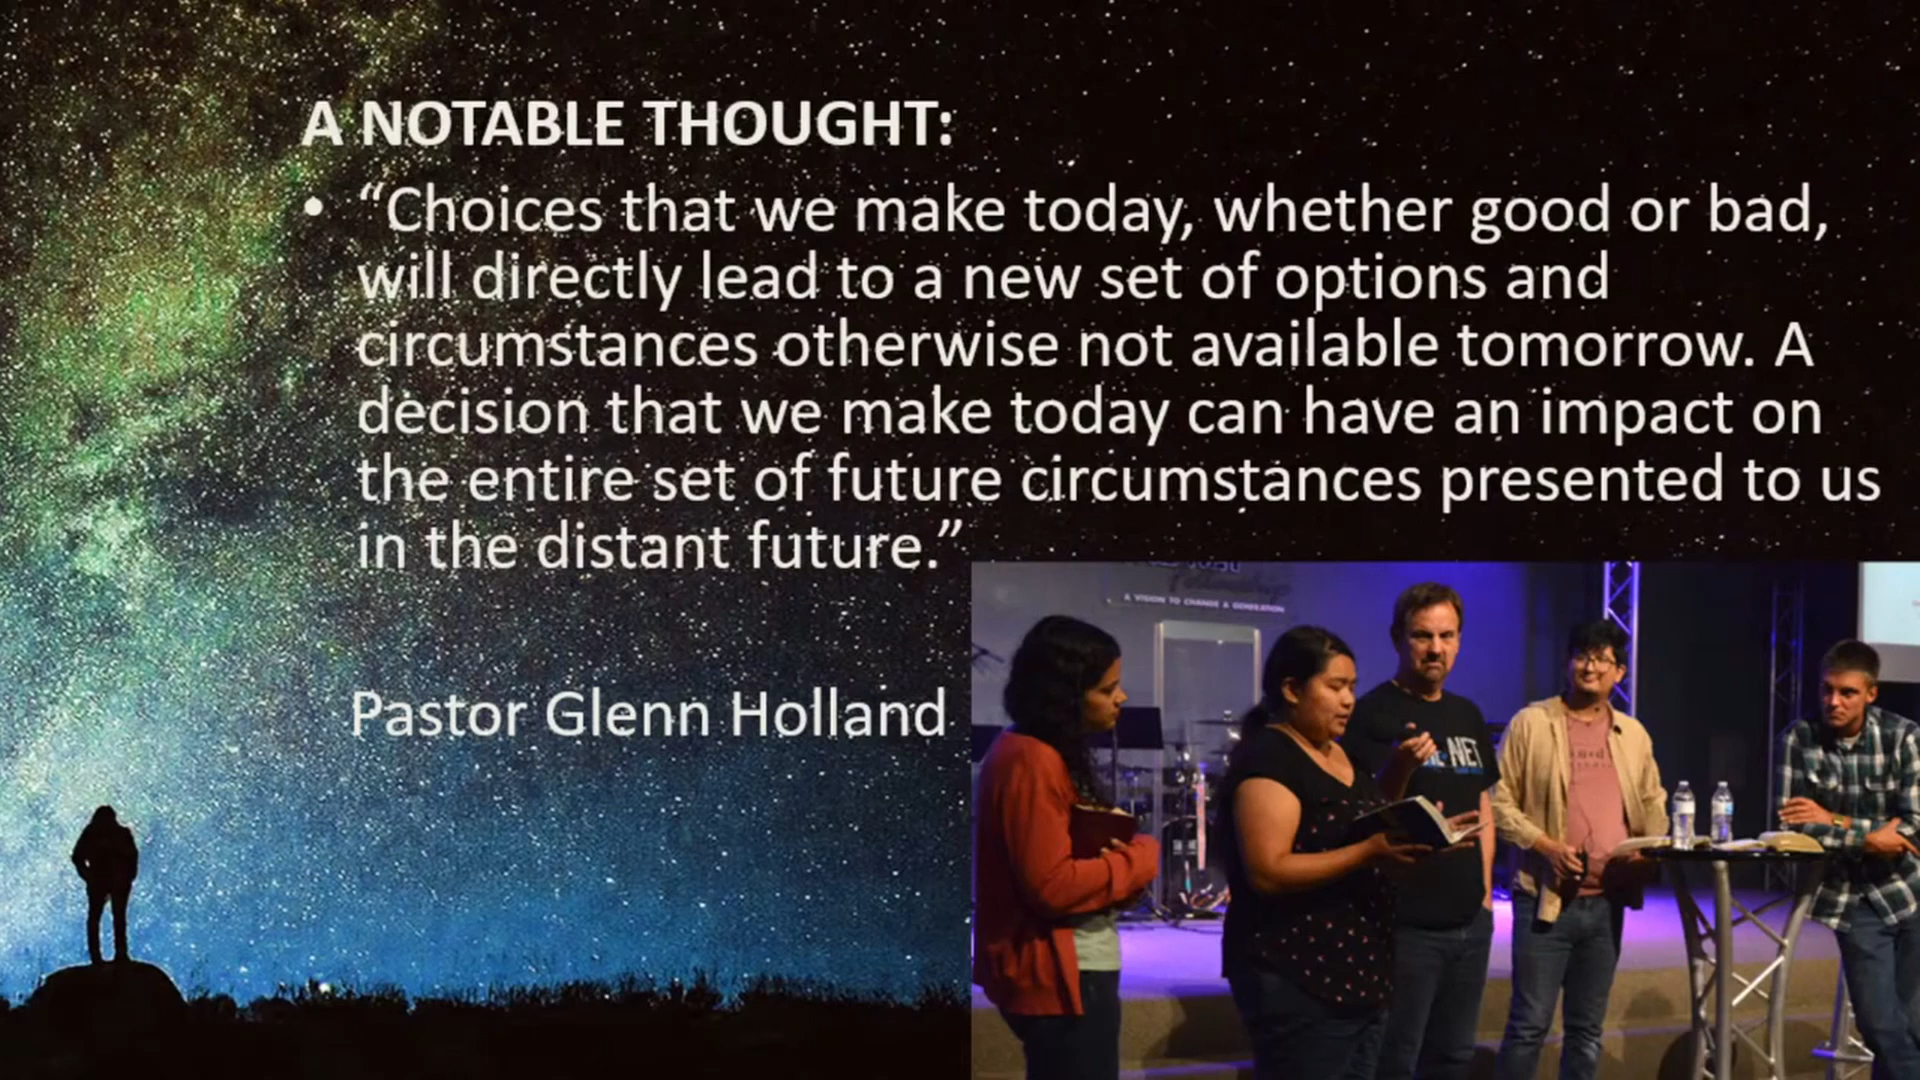 A NOTABLE THOUGHT:
• “Choices that we make today, whether good or bad,
will directly lead to a new set of options and
circumstances otherwise not available tomorrow. A
decision that we make today can have an impact on
the entire set of future circumstances presented to us
in the distant future.”
Pastor Glenn Holland
A VISION TO CHANGE A GENERATION
NET